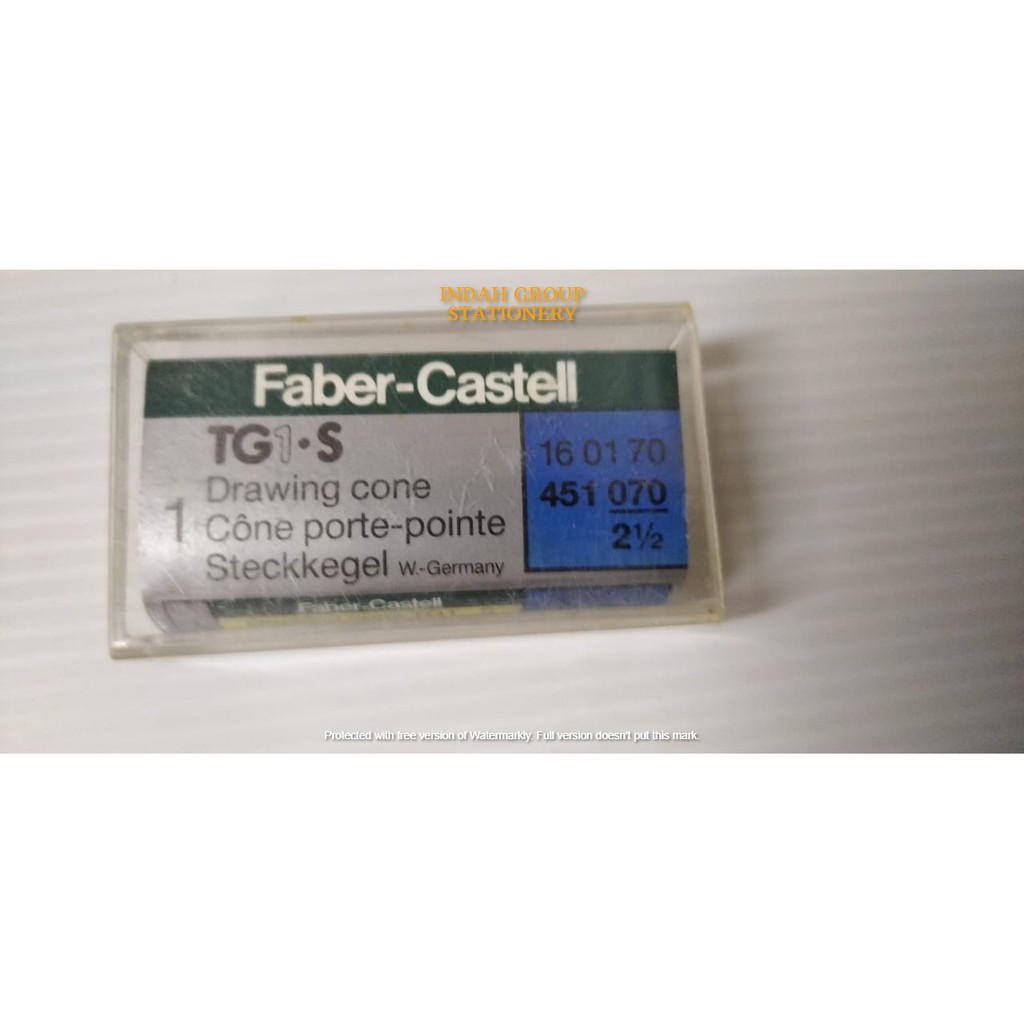 INDAH GROUP
STATIONERY
Faber-Castell
TG1·S
1
Drawing cone
Cône porte-pointe
Steckkegel W.-Germany
16 01 70
451 070
2½
Faber-Castell
Protected with free version of Watermarkly. Full version doesn't put this mark.